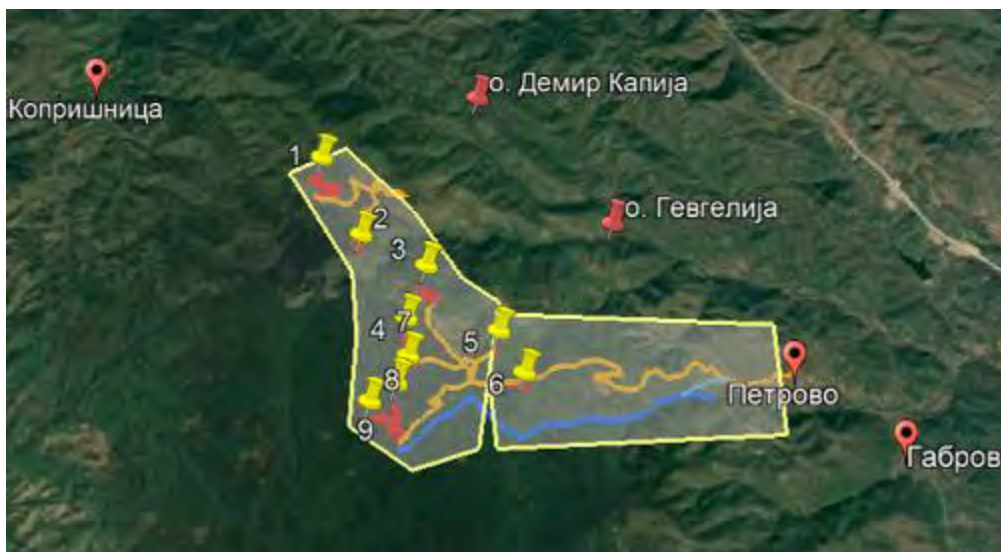 Копришница
о. Демир Капија
1
2
о. Гевгелија
3
4
7
5
8
6
Петрово
9
Габров